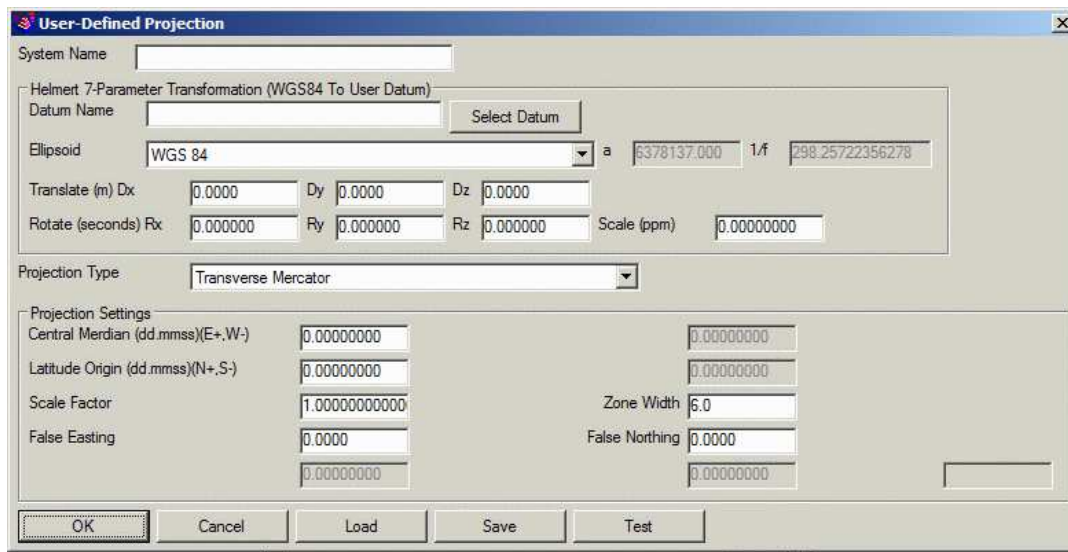 User-Defined Projection
System Name
Helmert 7-Parameter Transformation (WGS84 To User Datum)
Datum Name Select Datum
Ellipsoid WGS 84 a 6378137.000 1/f 298.25722356278
Translate (m) Dx 0.0000 Dy 0.0000 Dz 0.0000
Rotate (seconds) Rx 0.000000 Ry 0.000000 Rz 0.000000 Scale (ppm) 0.00000000
Projection Type Transverse Mercator
Projection Settings
Central Merdian (dd.mmss)(E+,W-) 0.00000000 0.00000000
Latitude Origin (dd.mmss)(N+,S-) 0.00000000 0.00000000
Scale Factor 1.00000000000 Zone Width 6.0
False Easting 0.0000 False Northing 0.0000
0.00000000 0.00000000
OK Cancel Load Save Test